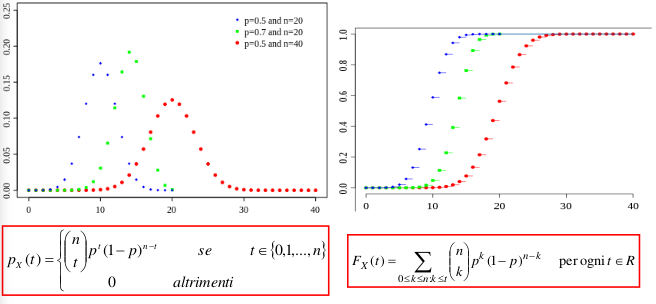 p=0.5 and n=20
p=0.7 and n=20
p=0.5 and n=40
0.25
0.20
0.15
0.10
0.05
0.00
0 10 20 30 40
1.0
0.8
0.6
0.4
0.2
0.0
0 10 20 30 40
p_X(t) = { (n t) p^t (1−p)^{n−t} se t ∈ {0,1,...,n}
0 altrimenti
F_X(t) = ∑_{0≤k≤n:k≤t} (n k) p^k (1−p)^{n−k} per ogni t ∈ R